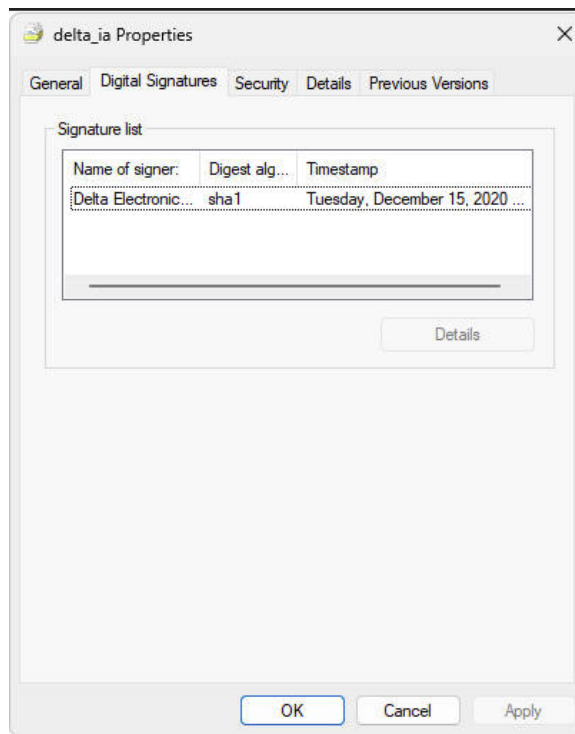 delta_ia Properties
General Digital Signatures Security Details Previous Versions
Signature list
Name of signer: Digest alg... Timestamp
Delta Electronic... sha1 Tuesday, December 15, 2020 ...
Details
OK Cancel Apply